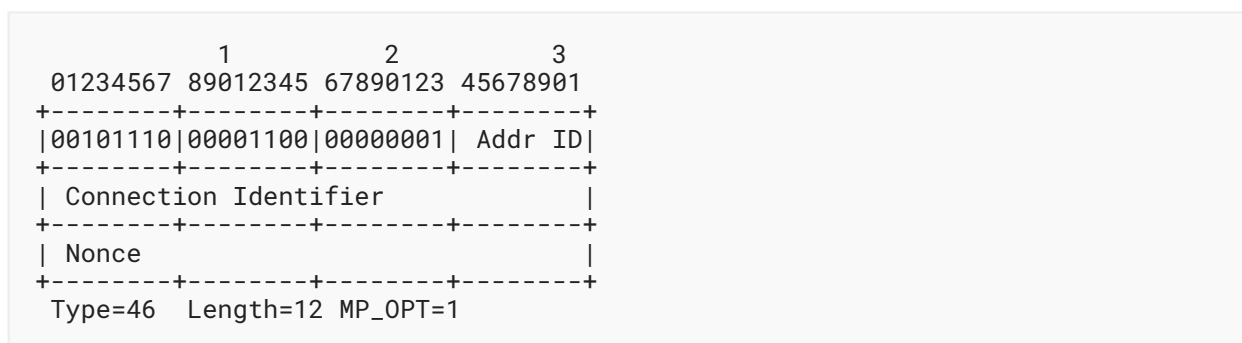 1          2          3
 01234567 89012345 67890123 45678901
+--------+--------+--------+--------+
|00101110|00001100|00000001| Addr ID|
+--------+--------+--------+--------+
| Connection Identifier             |
+--------+--------+--------+--------+
| Nonce                             |
+--------+--------+--------+--------+
 Type=46  Length=12 MP_OPT=1